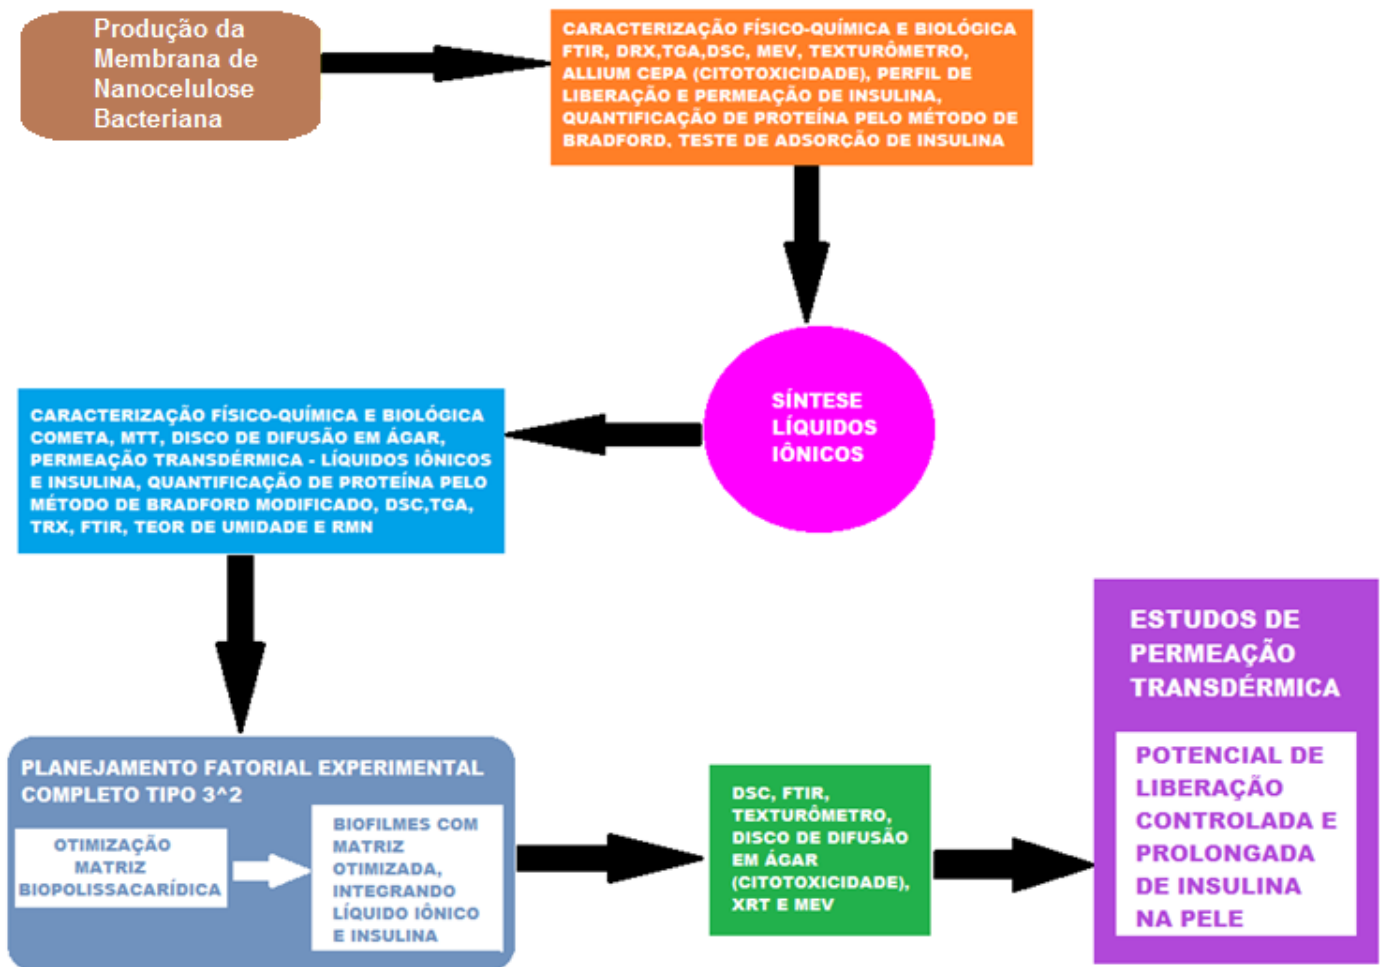 Produção da
Membrana de
Nanocelulose
Bacteriana
CARACTERIZAÇÃO FÍSICO-QUÍMICA E BIOLÓGICA
FTIR, DRX,TGA,DSC, MEV, TEXTURÔMETRO,
ALLIUM CEPA (CITOTOXICIDADE), PERFIL DE
LIBERAÇÃO E PERMEAÇÃO DE INSULINA,
QUANTIFICAÇÃO DE PROTEÍNA PELO MÉTODO DE
BRADFORD, TESTE DE ADSORÇÃO DE INSULINA
SÍNTESE
LÍQUIDOS
IÔNICOS
CARACTERIZAÇÃO FÍSICO-QUÍMICA E BIOLÓGICA
COMETA, MTT, DISCO DE DIFUSÃO EM ÁGAR,
PERMEAÇÃO TRANSDÉRMICA - LÍQUIDOS IÔNICOS
E INSULINA, QUANTIFICAÇÃO DE PROTEÍNA PELO
MÉTODO DE BRADFORD MODIFICADO, DSC,TGA,
TRX, FTIR, TEOR DE UMIDADE E RMN
PLANEJAMENTO FATORIAL EXPERIMENTAL
COMPLETO TIPO 3^2
OTIMIZAÇÃO
MATRIZ
BIOPOLISSACARÍDICA
BIOFILMES COM
MATRIZ
OTIMIZADA,
INTEGRANDO
LÍQUIDO IÔNICO
E INSULINA
DSC, FTIR,
TEXTURÔMETRO,
DISCO DE DIFUSÃO
EM ÁGAR
(CITOTOXICIDADE),
XRT E MEV
ESTUDOS DE
PERMEAÇÃO
TRANSDÉRMICA
POTENCIAL DE
LIBERAÇÃO
CONTROLADA E
PROLONGADA
DE INSULINA
NA PELE